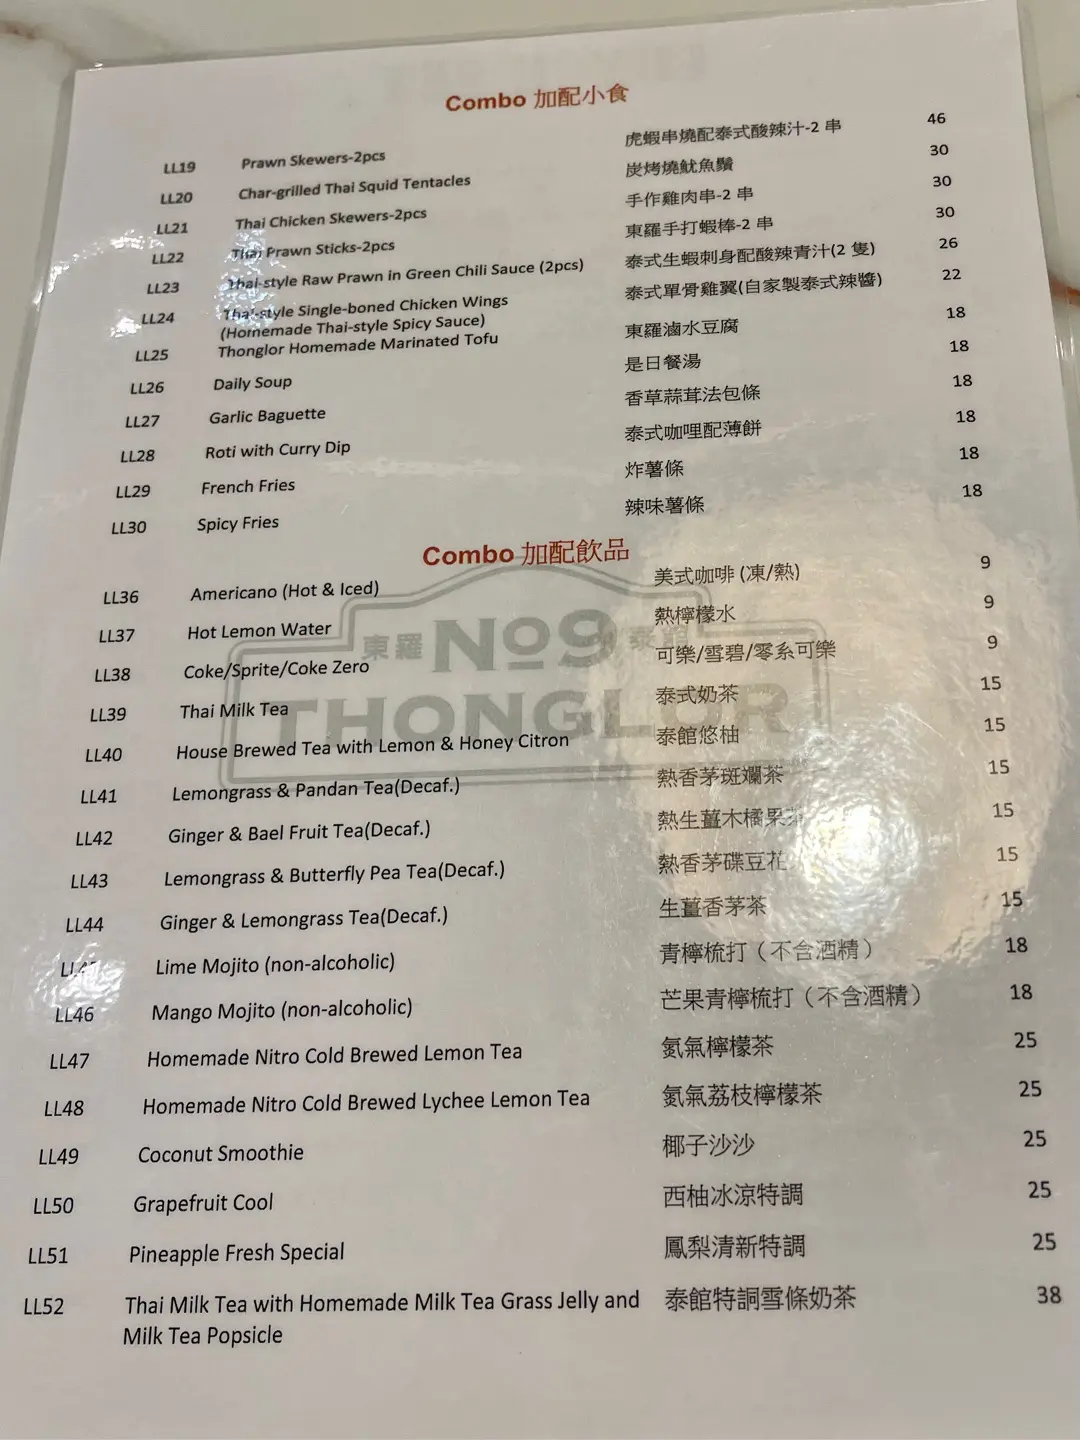 Combo 加配小食
LL19 Prawn Skewers-2pcs 虎蝦串燒配泰式酸辣汁-2 串 46
LL20 Char-grilled Thai Squid Tentacles 炭烤燒魷魚鬚 30
LL21 Thai Chicken Skewers-2pcs 手作雞肉串-2 串 30
LL22 Thai Prawn Sticks-2pcs 東羅手打蝦棒-2 串 30
LL23 Thai-style Raw Prawn in Green Chili Sauce (2pcs) 泰式生蝦刺身配酸辣青汁(2 隻) 26
LL24 Thai-style Single-boned Chicken Wings 泰式單骨雞翼(自家製泰式辣醬) 22
(Homemade Thai-style Spicy Sauce)
LL25 Thonglor Homemade Marinated Tofu 東羅滷水豆腐 18
LL26 Daily Soup 是日餐湯 18
LL27 Garlic Baguette 香草蒜茸法包條 18
LL28 Roti with Curry Dip 泰式咖哩配薄餅 18
LL29 French Fries 炸薯條 18
LL30 Spicy Fries 辣味薯條 18
Combo 加配飲品
LL36 Americano (Hot & Iced) 美式咖啡 (凍/熱) 9
LL37 Hot Lemon Water 熱檸檬水 9
LL38 Coke/Sprite/Coke Zero 可樂/雪碧/零系可樂 9
LL39 Thai Milk Tea 泰式奶茶 15
LL40 House Brewed Tea with Lemon & Honey Citron 泰館悠柚 15
LL41 Lemongrass & Pandan Tea(Decaf.) 熱香茅斑斕茶 15
LL42 Ginger & Bael Fruit Tea(Decaf.) 熱生薑木橘果茶 15
LL43 Lemongrass & Butterfly Pea Tea(Decaf.) 熱香茅碟豆花 15
LL44 Ginger & Lemongrass Tea(Decaf.) 生薑香茅茶 15
Lime Mojito (non-alcoholic) 青檸梳打（不含酒精） 18
LL46 Mango Mojito (non-alcoholic) 芒果青檸梳打（不含酒精） 18
LL47 Homemade Nitro Cold Brewed Lemon Tea 氮氣檸檬茶 25
LL48 Homemade Nitro Cold Brewed Lychee Lemon Tea 氮氣荔枝檸檬茶 25
LL49 Coconut Smoothie 椰子沙沙 25
LL50 Grapefruit Cool 西柚冰涼特調 25
LL51 Pineapple Fresh Special 鳳梨清新特調 25
LL52 Thai Milk Tea with Homemade Milk Tea Grass Jelly and 泰館特詷雪條奶茶 38
Milk Tea Popsicle
東羅 No9 泰館
THONGLOR